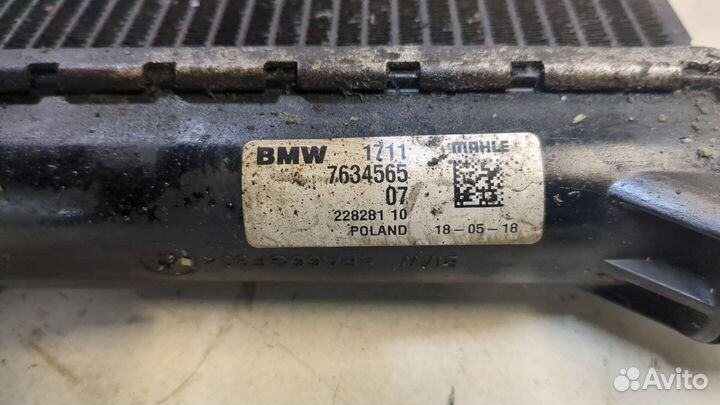 BMW 1711 MAHLE
7634565
07
228281 10
POLAND 18-05-18
Avito